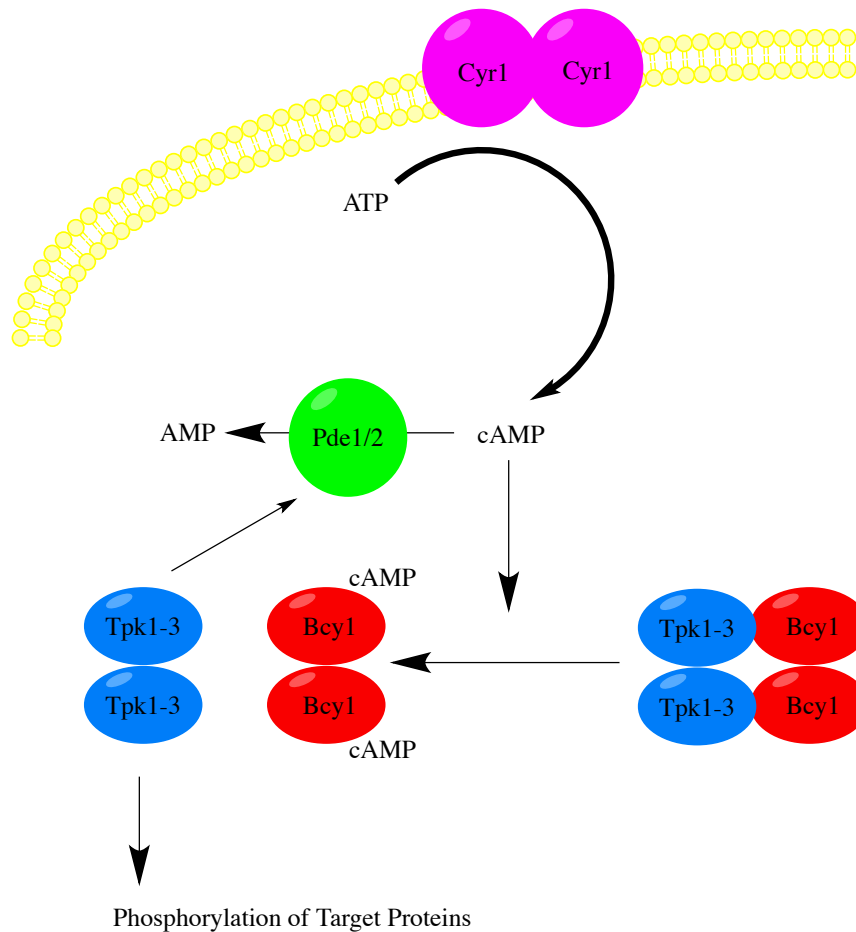 Cyr1
Cyr1
ATP
AMP
Pde1/2
cAMP
cAMP
Tpk1-3
Bcy1
Tpk1-3
Bcy1
Tpk1-3
Bcy1
Tpk1-3
Bcy1
cAMP
Phosphorylation of Target Proteins